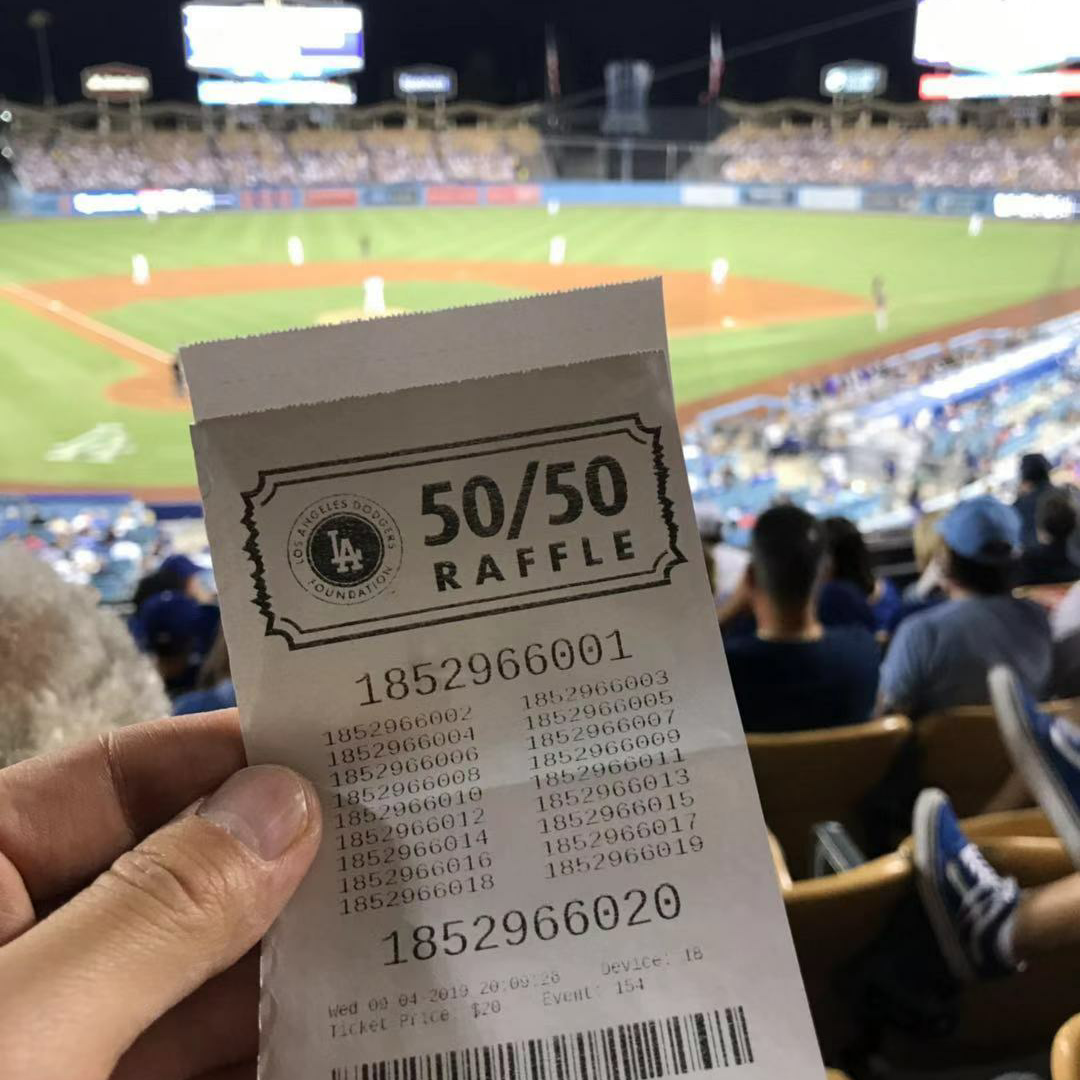 LOS ANGELES DODGERS
LA
FOUNDATION
50/50
RAFFLE
1852966001
1852966002 1852966003
1852966004 1852966005
1852966006 1852966007
1852966008 1852966009
1852966010 1852966011
1852966012 1852966013
1852966014 1852966015
1852966016 1852966017
1852966018 1852966019
1852966020
Wed 09-04-2019 20:09:28 Device: 18
Ticket Price: $20 Event: 154